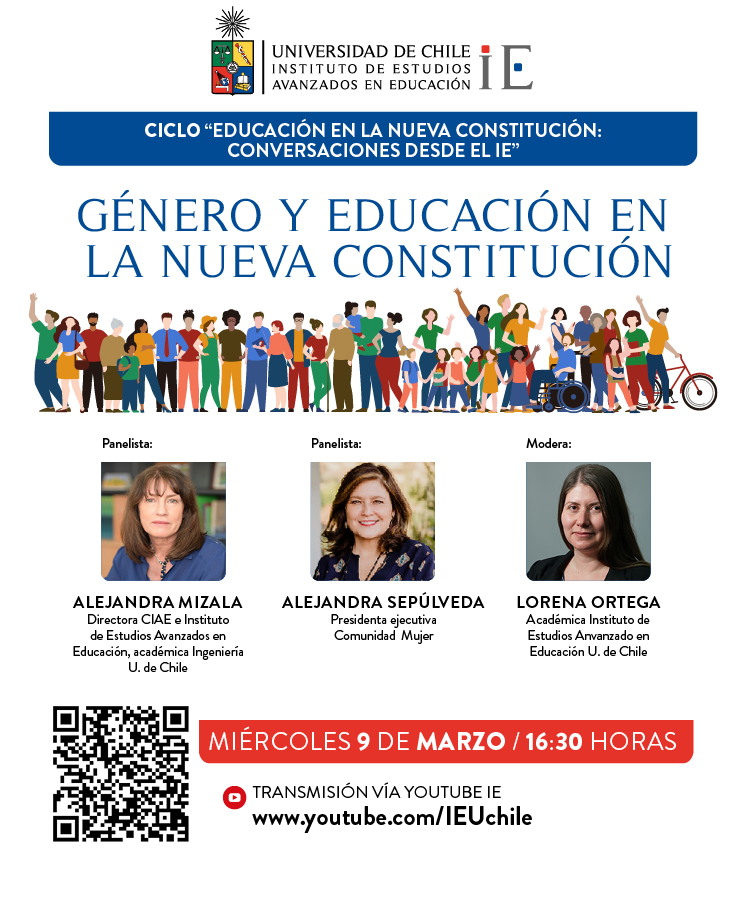 UNIVERSIDAD DE CHILE
INSTITUTO DE ESTUDIOS
AVANZADOS EN EDUCACIÓN
iE
CICLO “EDUCACIÓN EN LA NUEVA CONSTITUCIÓN:
CONVERSACIONES DESDE EL IE”
GÉNERO Y EDUCACIÓN EN
LA NUEVA CONSTITUCIÓN
Panelista:
ALEJANDRA MIZALA
Directora CIAE e Instituto
de Estudios Avanzados en
Educación, académica Ingeniería
U. de Chile
Panelista:
ALEJANDRA SEPÚLVEDA
Presidenta ejecutiva
Comunidad Mujer
Modera:
LORENA ORTEGA
Académica Instituto de
Estudios Anvanzado en
Educación U. de Chile
MIÉRCOLES 9 DE MARZO / 16:30 HORAS
TRANSMISIÓN VÍA YOUTUBE IE
www.youtube.com/IEUchile